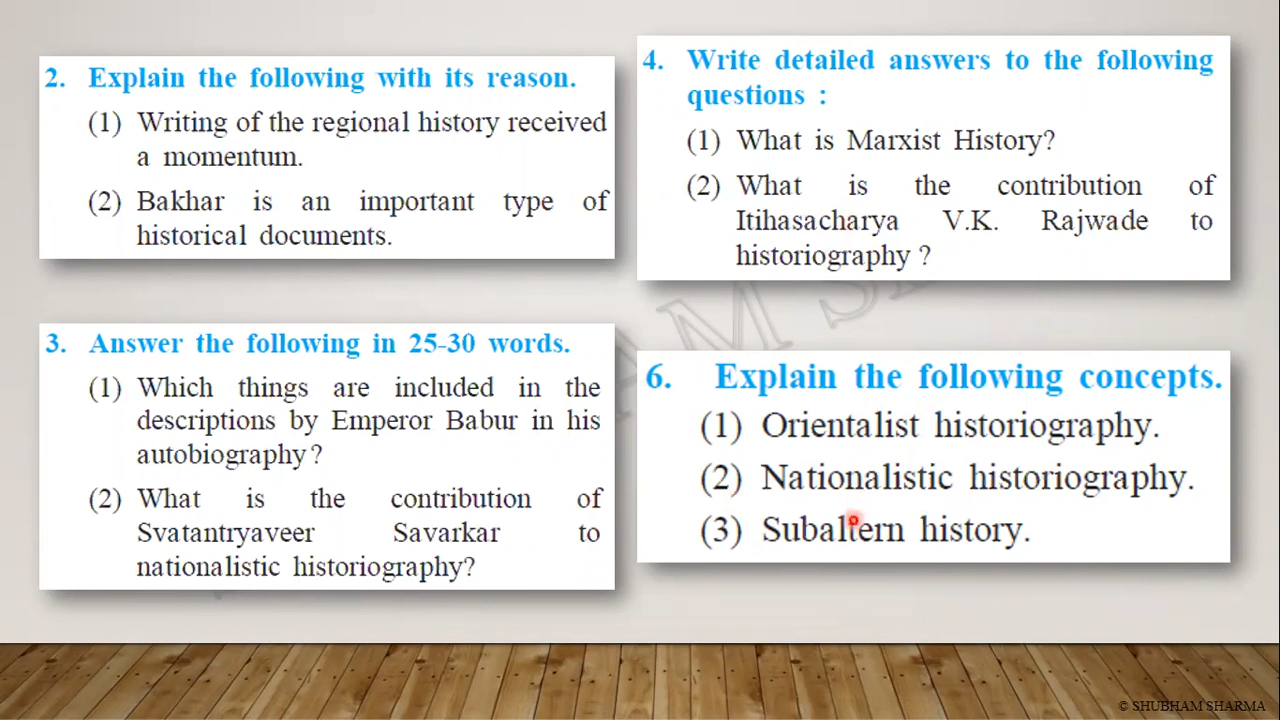 2. Explain the following with its reason.
(1) Writing of the regional history received
a momentum.
(2) Bakhar is an important type of
historical documents.
3. Answer the following in 25-30 words.
(1) Which things are included in the
descriptions by Emperor Babur in his
autobiography?
(2) What is the contribution of
Svatantryaveer Savarkar to
nationalistic historiography?
4. Write detailed answers to the following
questions :
(1) What is Marxist History?
(2) What is the contribution of
Itihasacharya V.K. Rajwade to
historiography ?
6. Explain the following concepts.
(1) Orientalist historiography.
(2) Nationalistic historiography.
(3) Subaltern history.
© SHUBHAM SHARMA